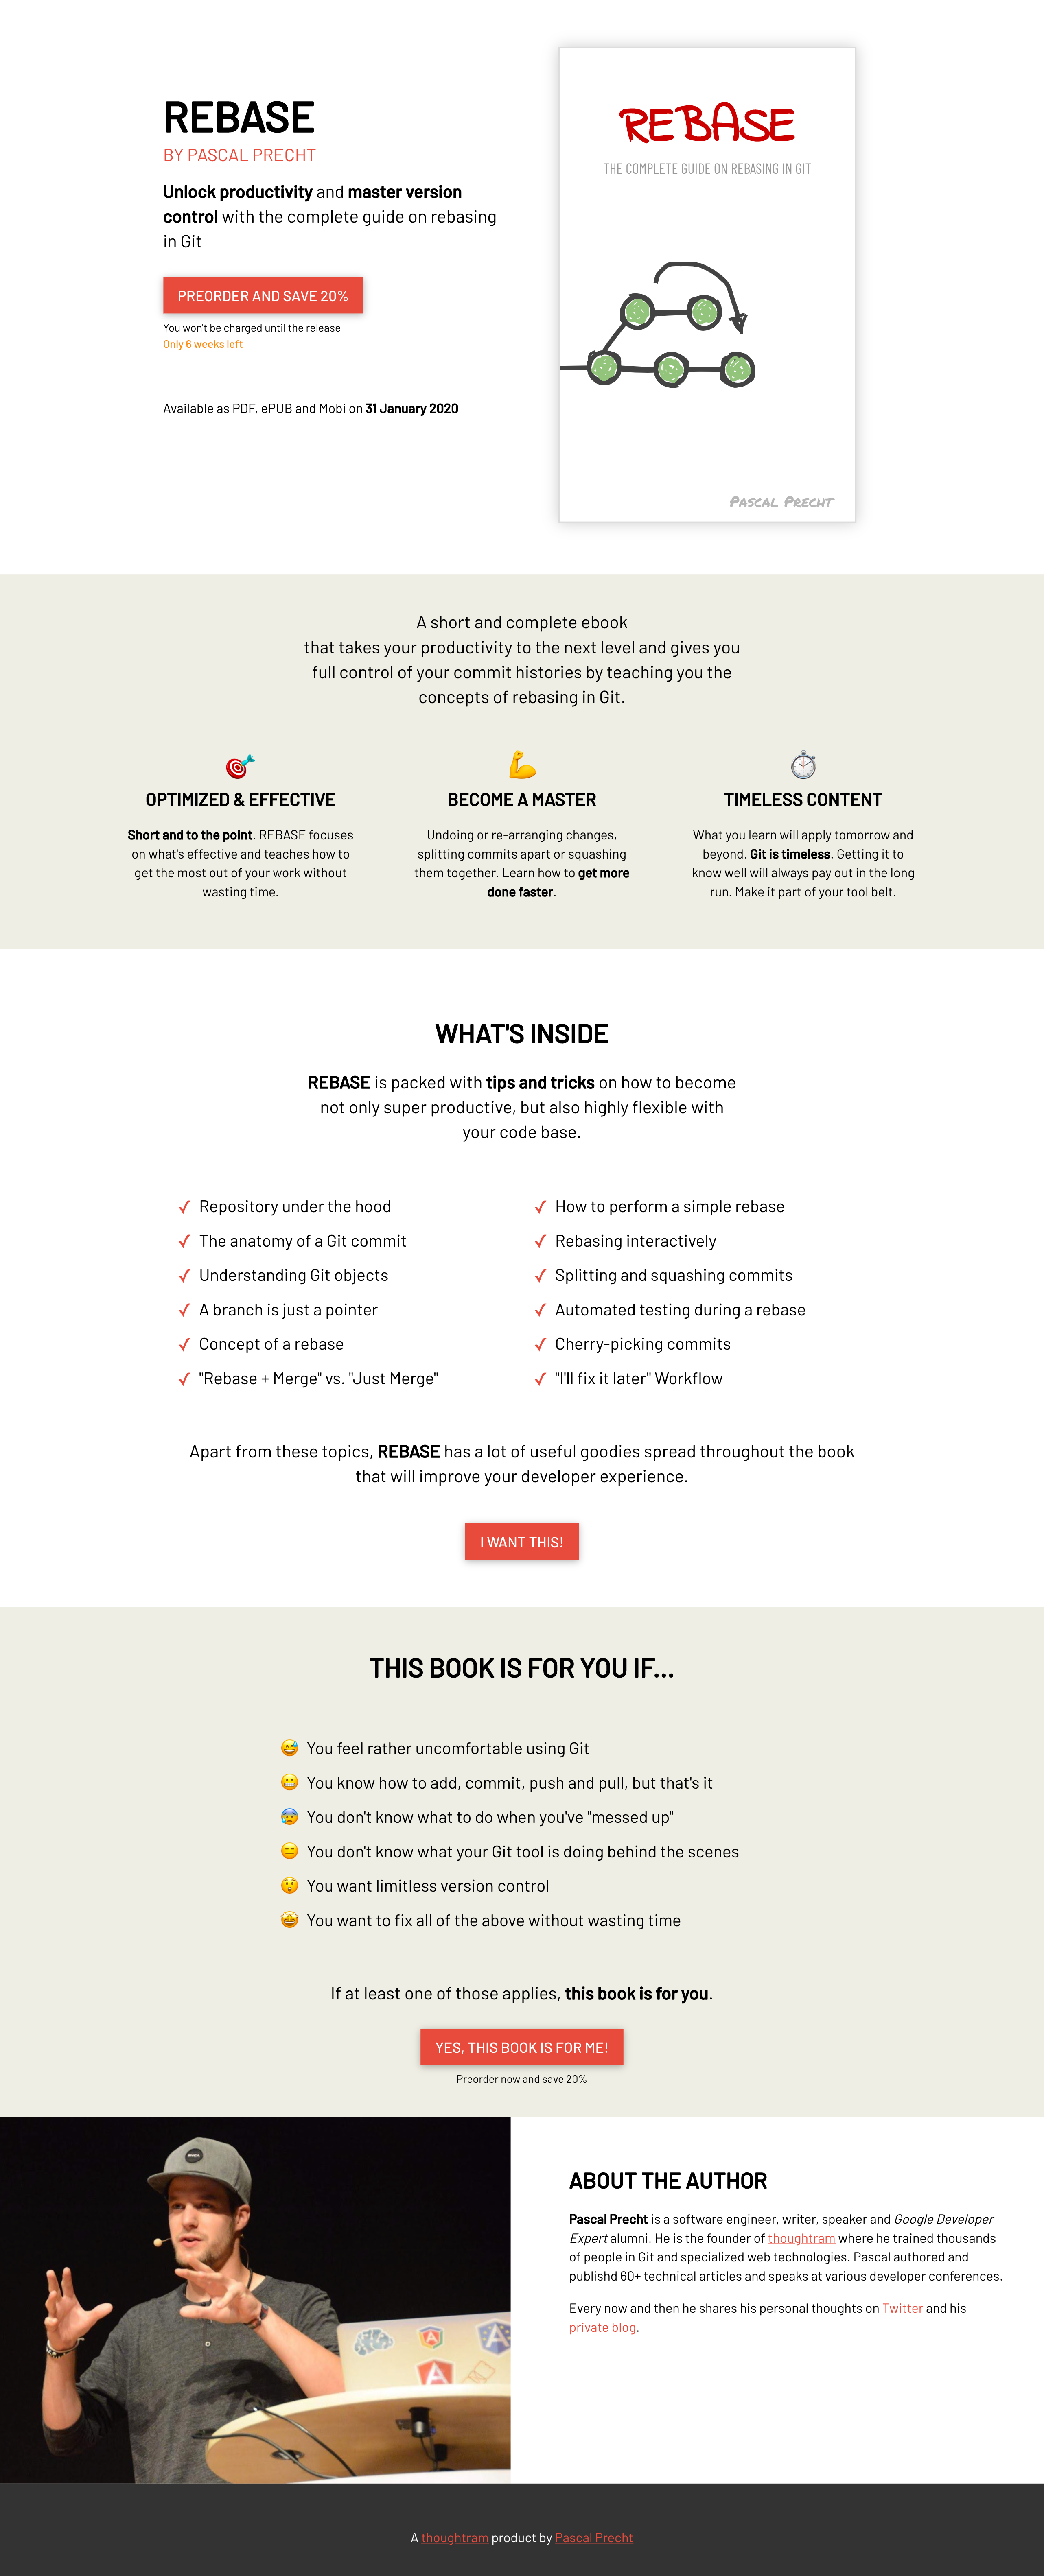 REBASE
BY PASCAL PRECHT
Unlock productivity and master version
control with the complete guide on rebasing
in Git
PREORDER AND SAVE 20%
You won't be charged until the release
Only 6 weeks left
Available as PDF, ePUB and Mobi on 31 January 2020
REBASE
THE COMPLETE GUIDE ON REBASING IN GIT
PASCAL PRECHT
A short and complete ebook
that takes your productivity to the next level and gives you
full control of your commit histories by teaching you the
concepts of rebasing in Git.
OPTIMIZED & EFFECTIVE
Short and to the point. REBASE focuses
on what's effective and teaches how to
get the most out of your work without
wasting time.
BECOME A MASTER
Undoing or re-arranging changes,
splitting commits apart or squashing
them together. Learn how to get more
done faster.
TIMELESS CONTENT
What you learn will apply tomorrow and
beyond. Git is timeless. Getting it to
know well will always pay out in the long
run. Make it part of your tool belt.
WHAT'S INSIDE
REBASE is packed with tips and tricks on how to become
not only super productive, but also highly flexible with
your code base.
✓ Repository under the hood
✓ The anatomy of a Git commit
✓ Understanding Git objects
✓ A branch is just a pointer
✓ Concept of a rebase
✓ "Rebase + Merge" vs. "Just Merge"
✓ How to perform a simple rebase
✓ Rebasing interactively
✓ Splitting and squashing commits
✓ Automated testing during a rebase
✓ Cherry-picking commits
✓ "I'll fix it later" Workflow
Apart from these topics, REBASE has a lot of useful goodies spread throughout the book
that will improve your developer experience.
I WANT THIS!
THIS BOOK IS FOR YOU IF...
😅 You feel rather uncomfortable using Git
😬 You know how to add, commit, push and pull, but that's it
😰 You don't know what to do when you've "messed up"
😑 You don't know what your Git tool is doing behind the scenes
😲 You want limitless version control
🤩 You want to fix all of the above without wasting time
If at least one of those applies, this book is for you.
YES, THIS BOOK IS FOR ME!
Preorder now and save 20%
ABOUT THE AUTHOR
Pascal Precht is a software engineer, writer, speaker and Google Developer
Expert alumni. He is the founder of thoughtram where he trained thousands
of people in Git and specialized web technologies. Pascal authored and
publishd 60+ technical articles and speaks at various developer conferences.
Every now and then he shares his personal thoughts on Twitter and his
private blog.
A thoughtram product by Pascal Precht